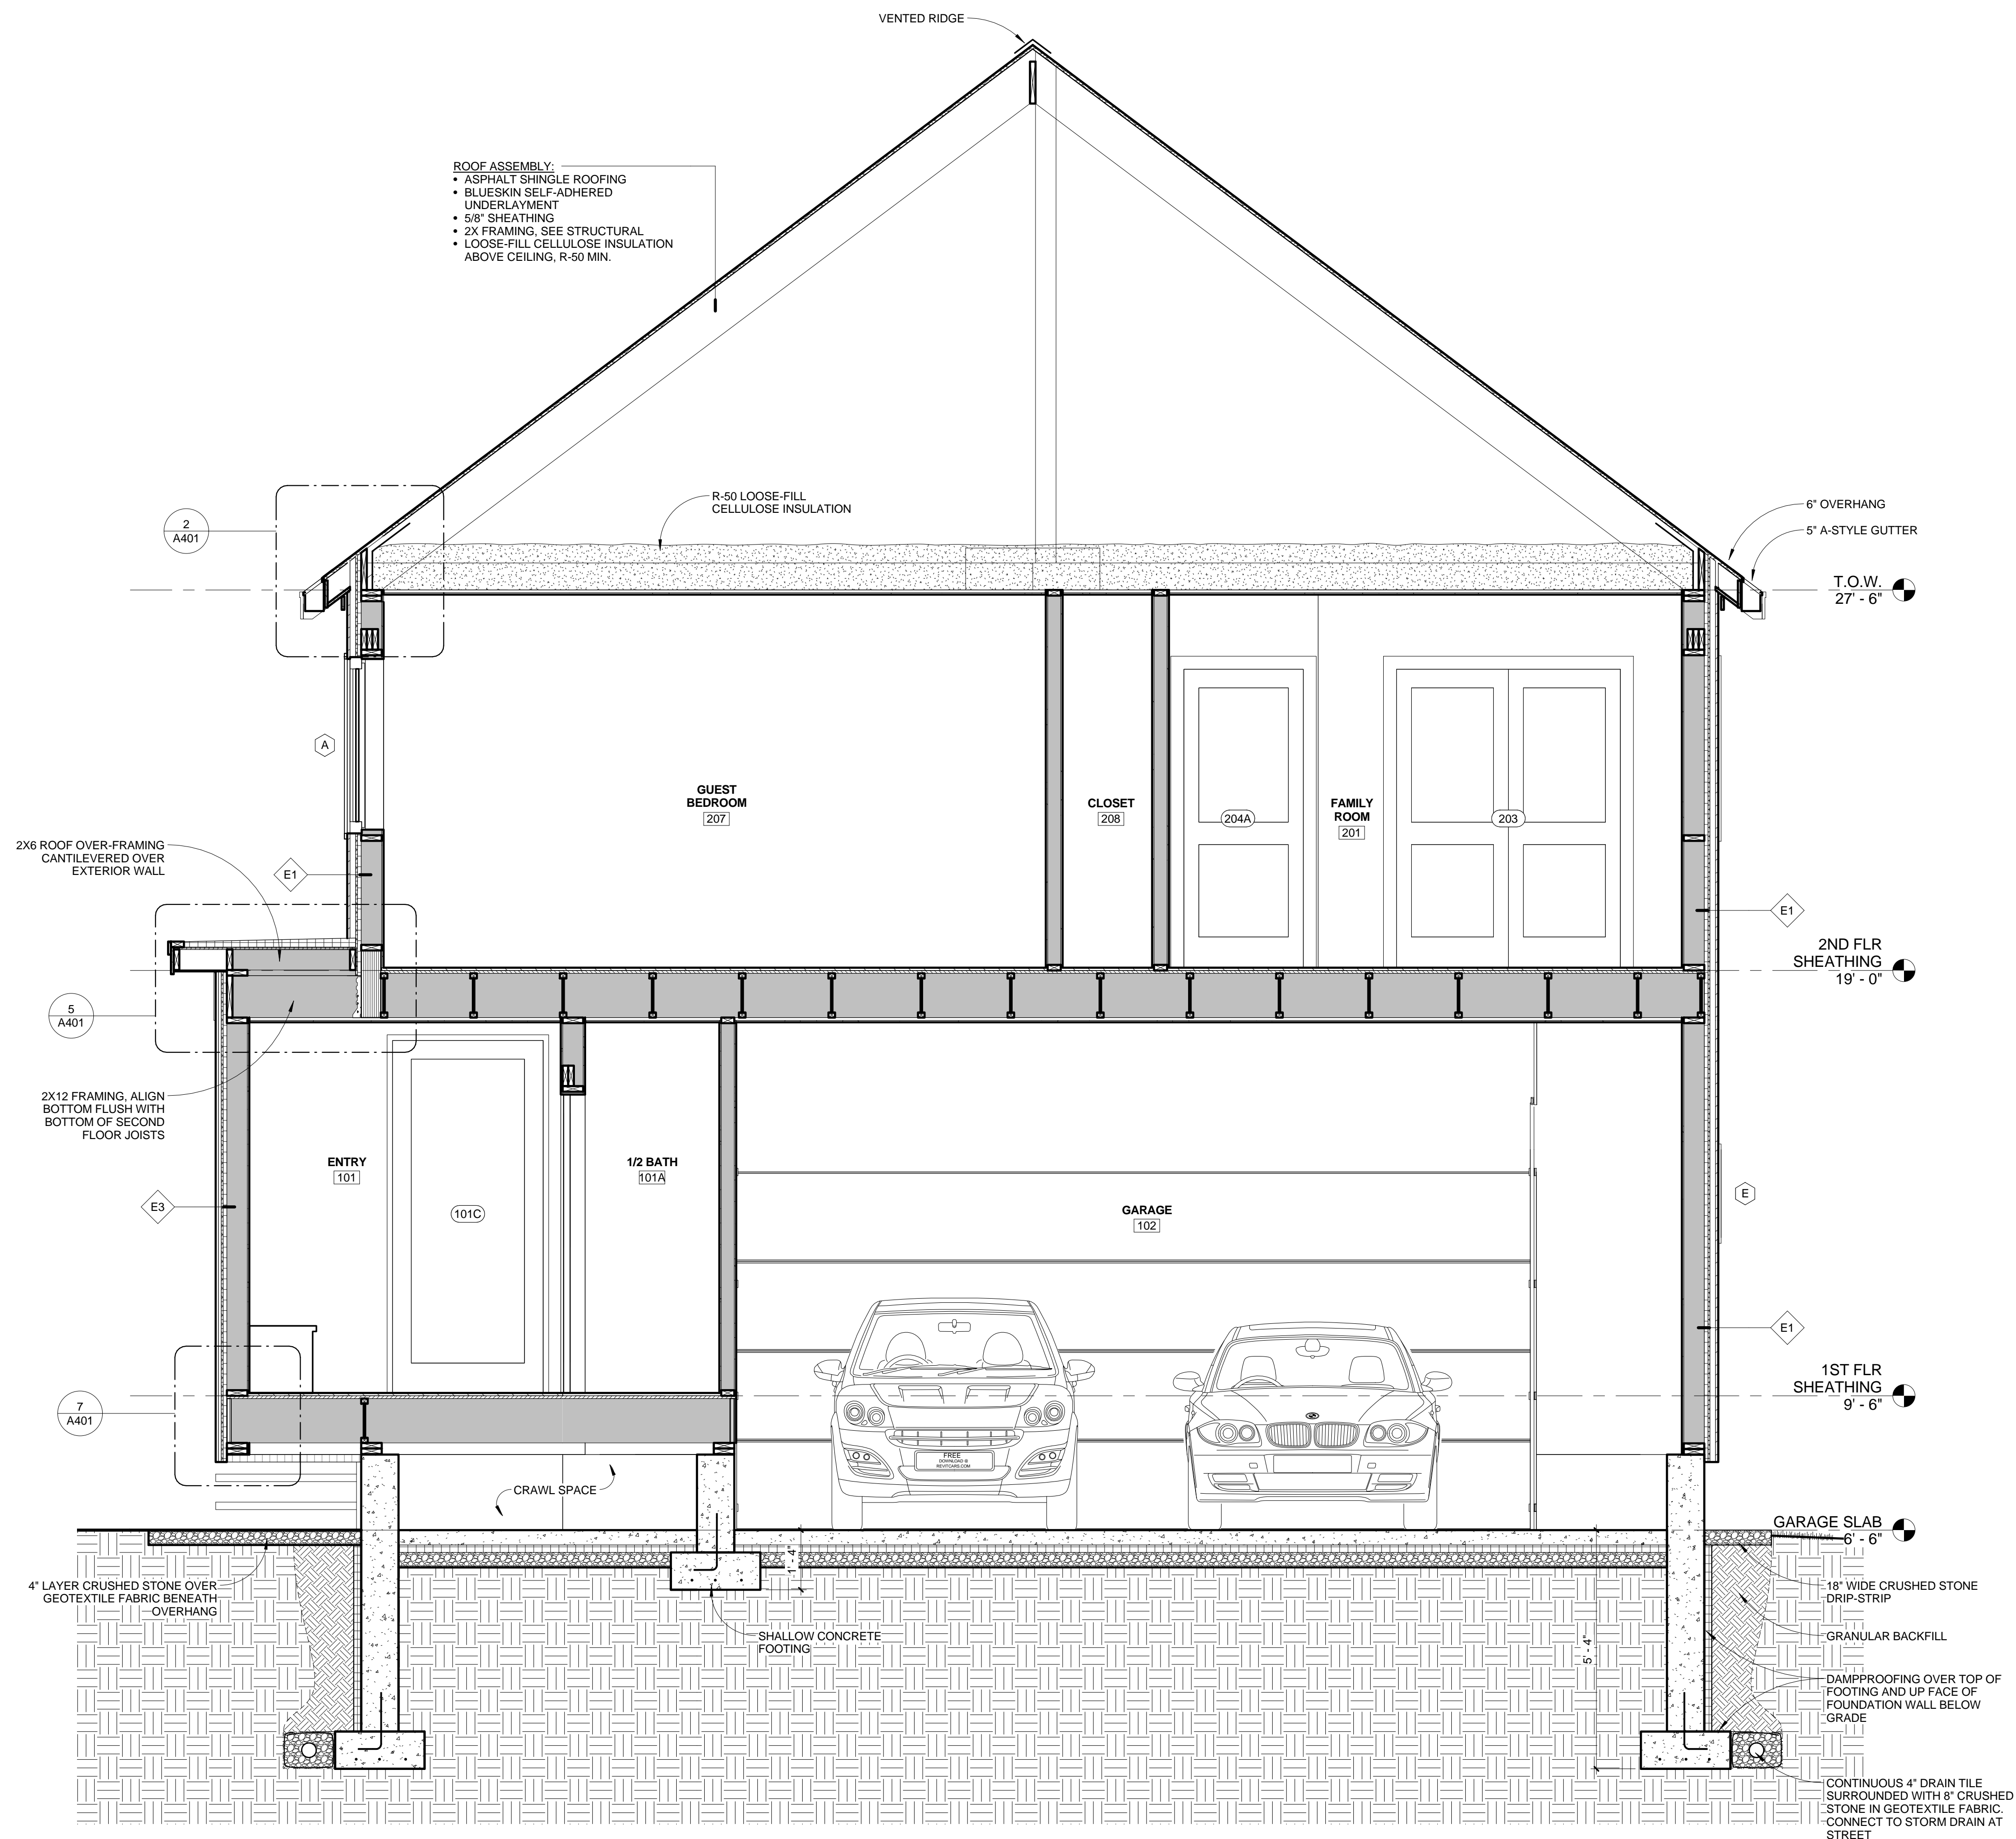 VENTED RIDGE
ROOF ASSEMBLY:
• ASPHALT SHINGLE ROOFING
• BLUESKIN SELF-ADHERED
UNDERLAYMENT
• 5/8" SHEATHING
• 2X FRAMING, SEE STRUCTURAL
• LOOSE-FILL CELLULOSE INSULATION
ABOVE CEILING, R-50 MIN.
2
A401
R-50 LOOSE-FILL
CELLULOSE INSULATION
6" OVERHANG
5" A-STYLE GUTTER
T.O.W.
27' - 6"
A
GUEST
BEDROOM
207
CLOSET
208
204A
FAMILY
ROOM
201
203
2X6 ROOF OVER-FRAMING
CANTILEVERED OVER
EXTERIOR WALL
E1
E1
2ND FLR
SHEATHING
19' - 0"
5
A401
2X12 FRAMING, ALIGN
BOTTOM FLUSH WITH
BOTTOM OF SECOND
FLOOR JOISTS
ENTRY
101
1/2 BATH
101A
E3
101C
GARAGE
102
E
E1
1ST FLR
SHEATHING
9' - 6"
7
A401
FREE
DOWNLOAD @
REVITCARS.COM
CRAWL SPACE
GARAGE SLAB
6' - 6"
1' - 4"
4" LAYER CRUSHED STONE OVER
GEOTEXTILE FABRIC BENEATH
OVERHANG
18" WIDE CRUSHED STONE
DRIP-STRIP
SHALLOW CONCRETE
FOOTING
GRANULAR BACKFILL
5' - 4"
DAMPPROOFING OVER TOP OF
FOOTING AND UP FACE OF
FOUNDATION WALL BELOW
GRADE
CONTINUOUS 4" DRAIN TILE
SURROUNDED WITH 8" CRUSHED
STONE IN GEOTEXTILE FABRIC.
CONNECT TO STORM DRAIN AT
STREET